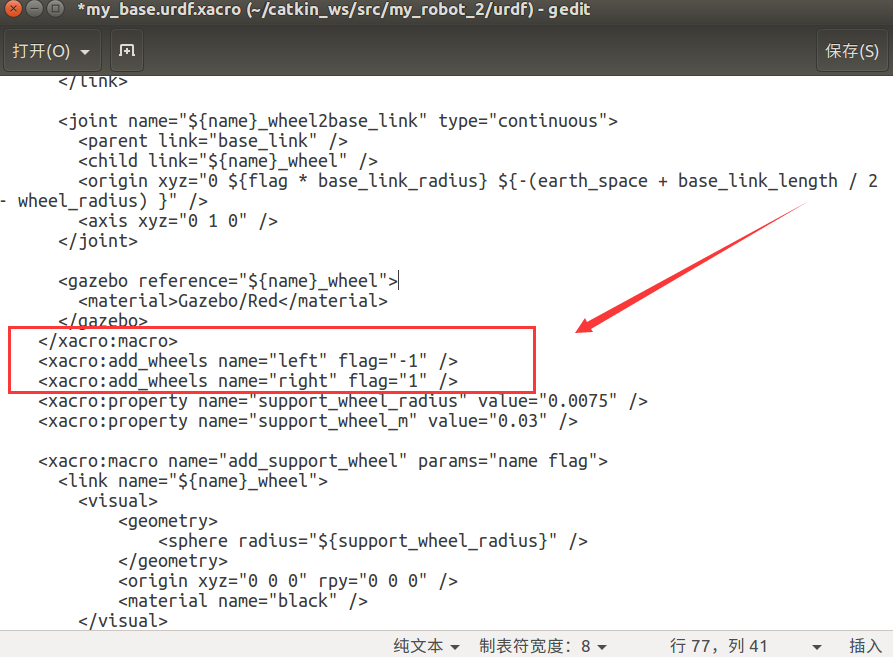 *my_base.urdf.xacro (~/catkin_ws/src/my_robot_2/urdf) - gedit
打开(O)
保存(S)
</link>
<joint name="${name}_wheel2base_link" type="continuous">
<parent link="base_link" />
<child link="${name}_wheel" />
<origin xyz="0 ${flag * base_link_radius} ${-(earth_space + base_link_length / 2
- wheel_radius) }" />
<axis xyz="0 1 0" />
</joint>
<gazebo reference="${name}_wheel">
<material>Gazebo/Red</material>
</gazebo>
</xacro:macro>
<xacro:add_wheels name="left" flag="-1" />
<xacro:add_wheels name="right" flag="1" />
<xacro:property name="support_wheel_radius" value="0.0075" />
<xacro:property name="support_wheel_m" value="0.03" />
<xacro:macro name="add_support_wheel" params="name flag">
<link name="${name}_wheel">
<visual>
<geometry>
<sphere radius="${support_wheel_radius}" />
</geometry>
<origin xyz="0 0 0" rpy="0 0 0" />
<material name="black" />
</visual>
纯文本 制表符宽度：8 行 77，列 41 插入